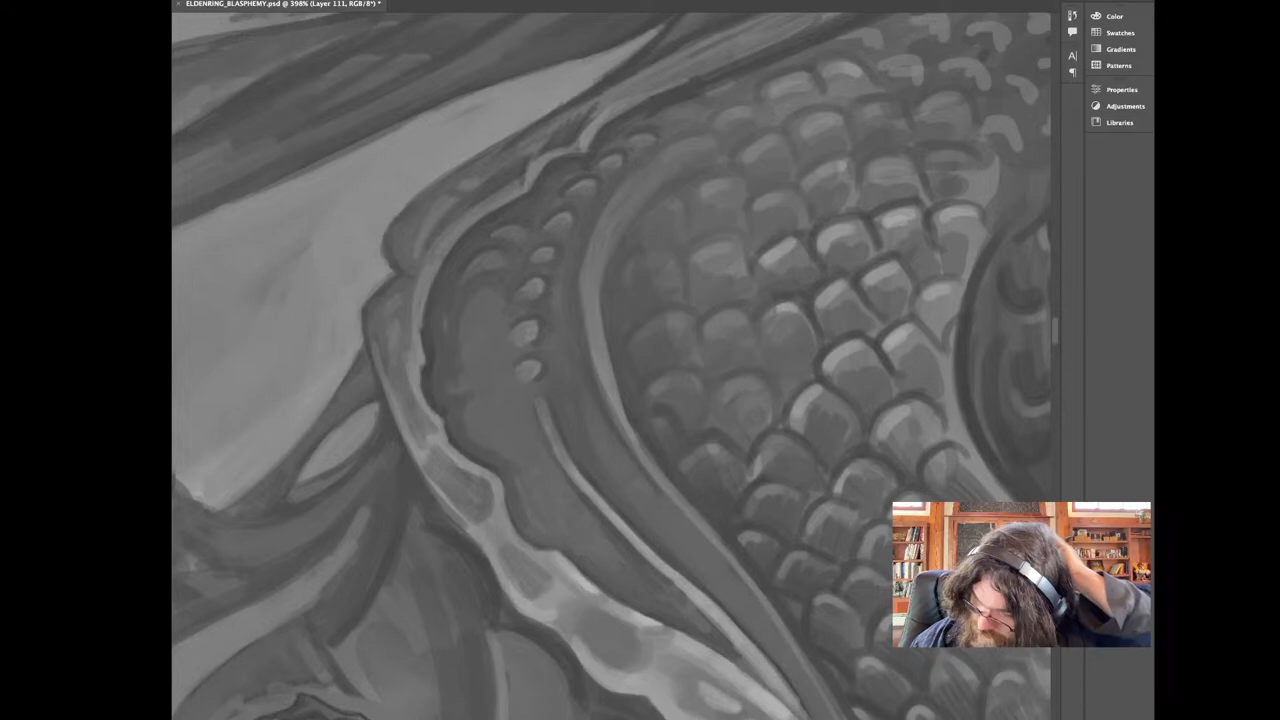 × ELDENRING_BLASPHEMY.psd @ 398% (Layer 111, RGB/8*) *
Color
Swatches
Gradients
A| Patterns
¶
Properties
Adjustments
Libraries